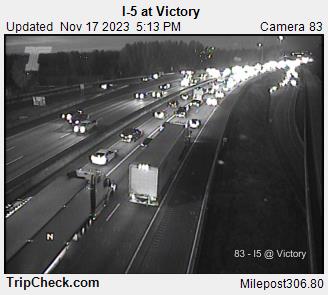 I-5 at Victory
Updated Nov 17 2023 5:13 PM Camera 83
T
N
83 - I5 @ Victory
TripCheck.com Milepost306.80